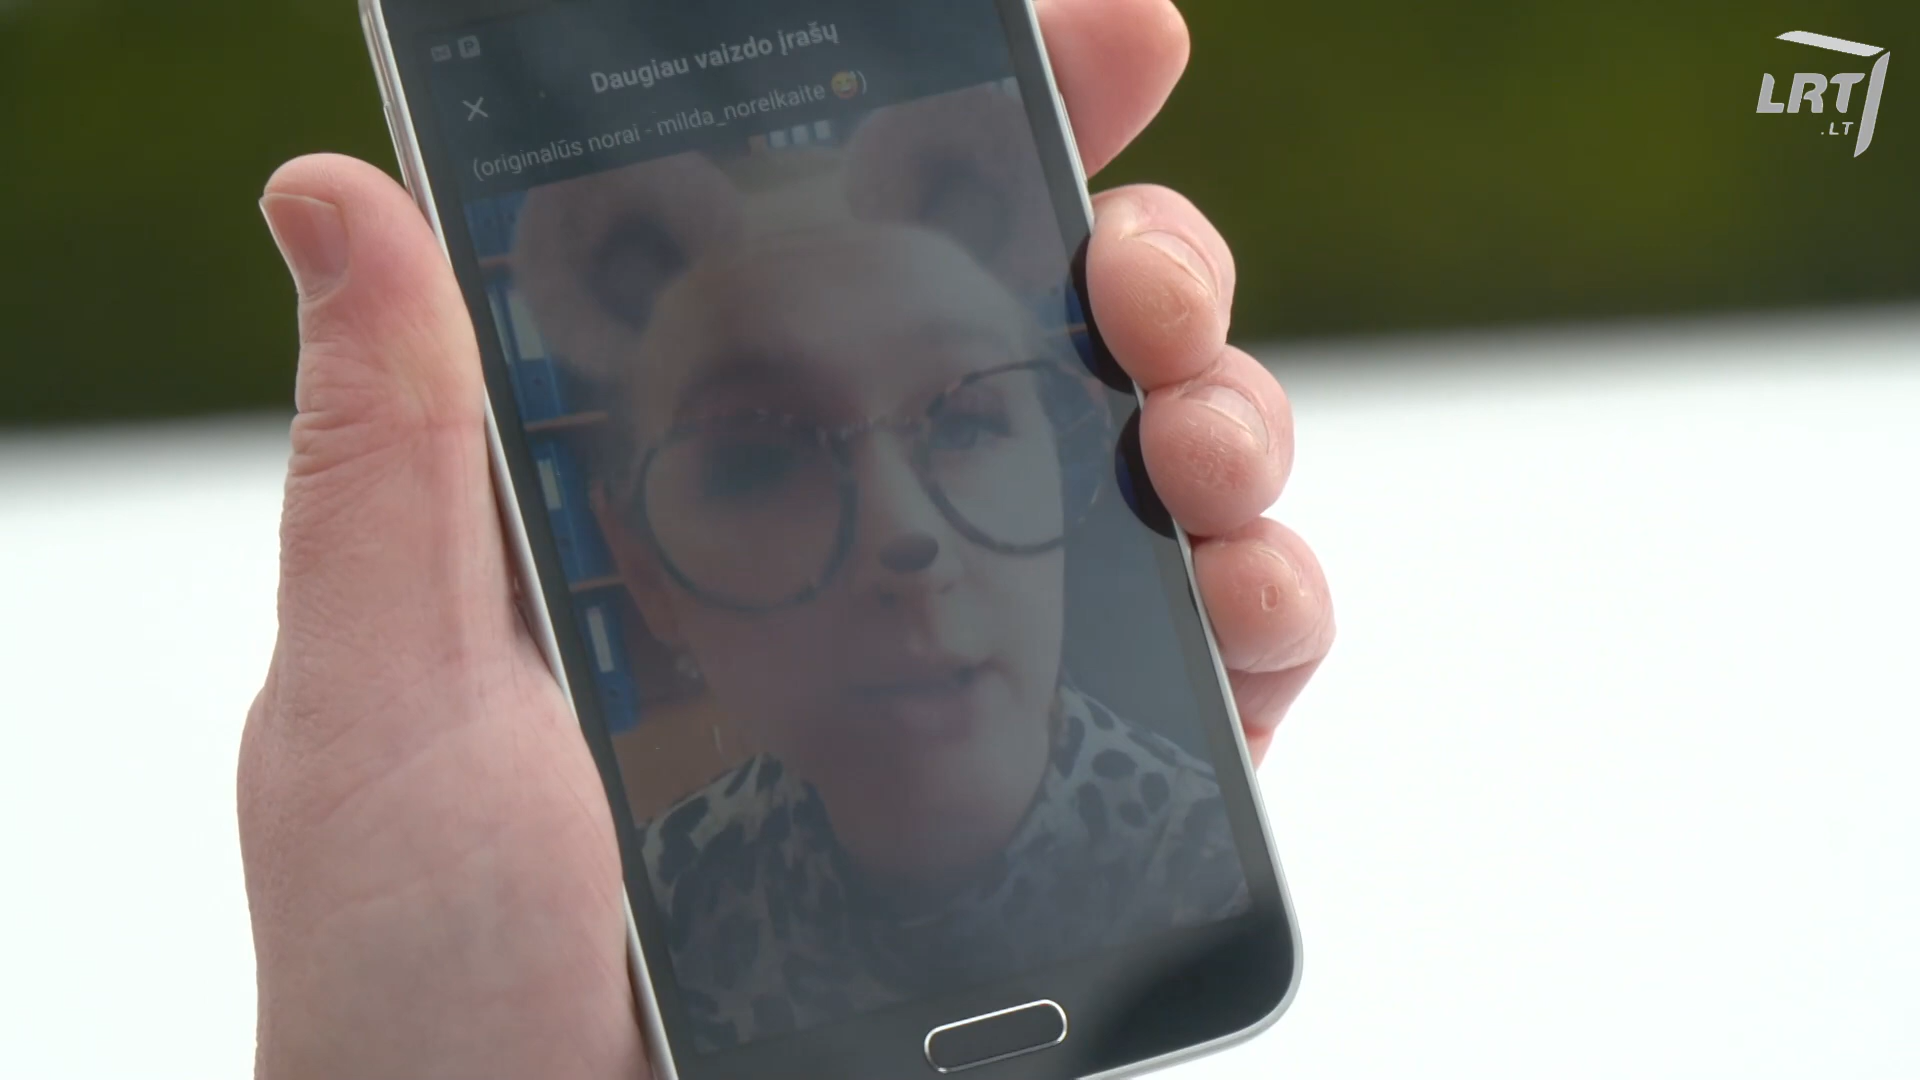 Daugiau vaizdo įrašų
(originalūs norai - milda_noreikaite 😅)
LRT
.LT